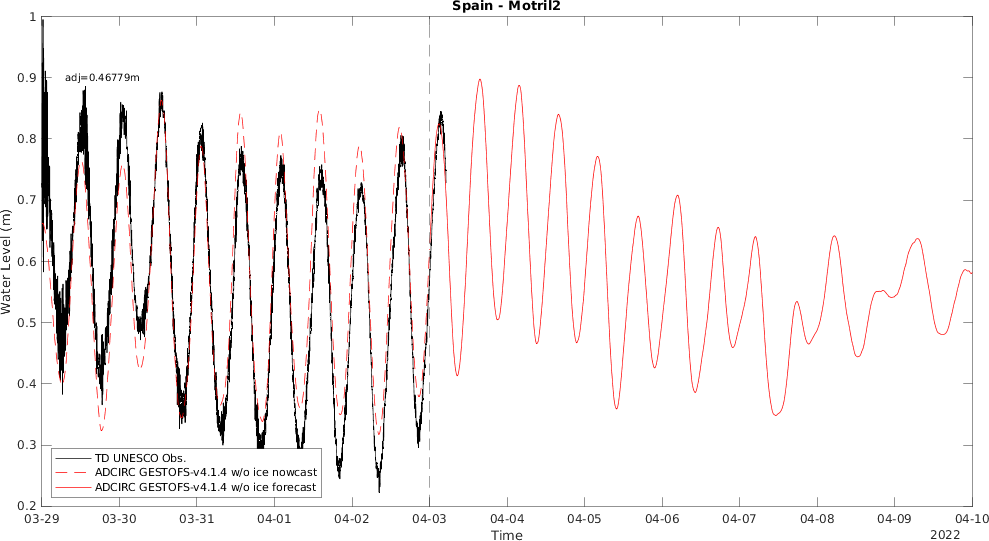 Spain - Motril2
1
0.9
0.8
0.7
0.6
0.5
0.4
0.3
0.2
Water Level (m)
adj=0.46779m
TD UNESCO Obs.
ADCIRC GESTOFS-v4.1.4 w/o ice nowcast
ADCIRC GESTOFS-v4.1.4 w/o ice forecast
03-29 03-30 03-31 04-01 04-02 04-03 04-04 04-05 04-06 04-07 04-08 04-09 04-10
Time
2022